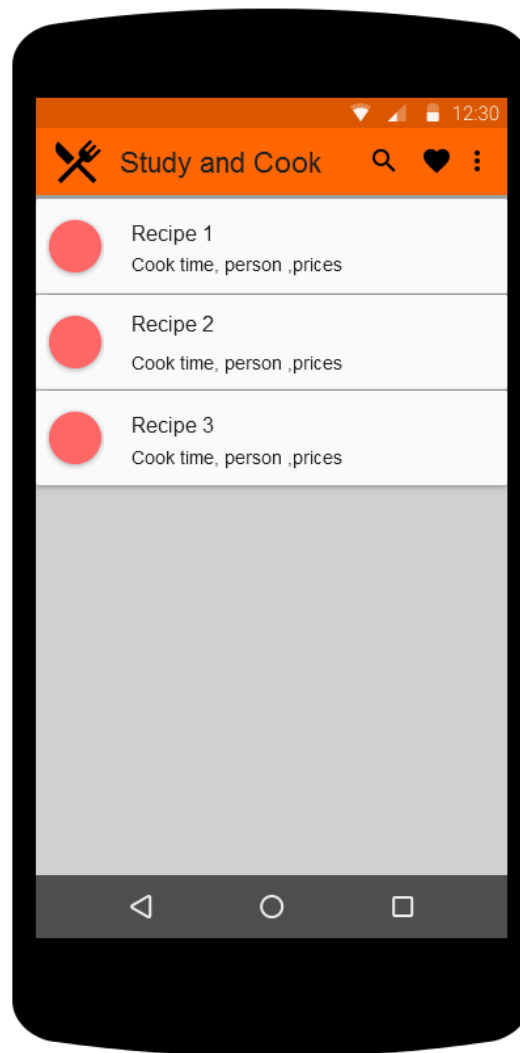 12:30
Study and Cook
Recipe 1
Cook time, person ,prices
Recipe 2
Cook time, person ,prices
Recipe 3
Cook time, person ,prices